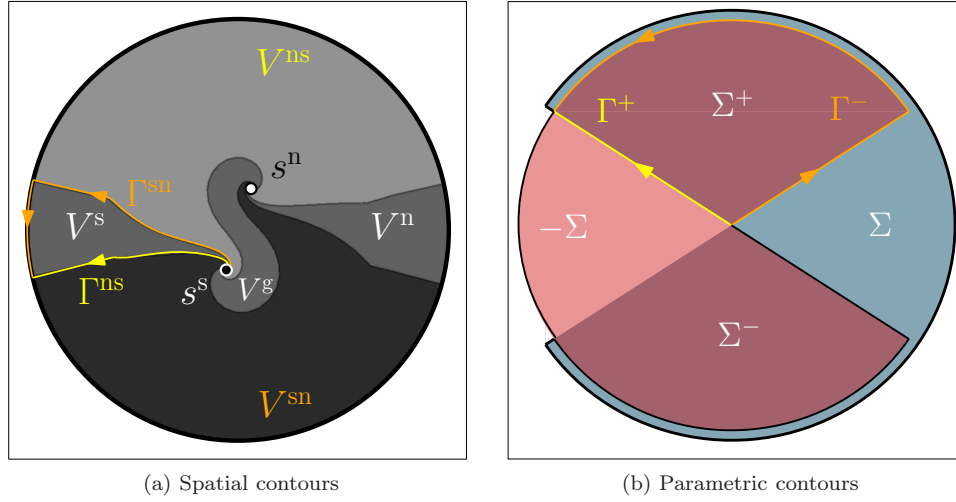 V^ns
s^n
Γ^sn
V^s
V^n
Γ^ns
s^s
V^g
V^sn
(a) Spatial contours
Γ^+
Σ^+
Γ^−
−Σ
Σ
Σ^−
(b) Parametric contours